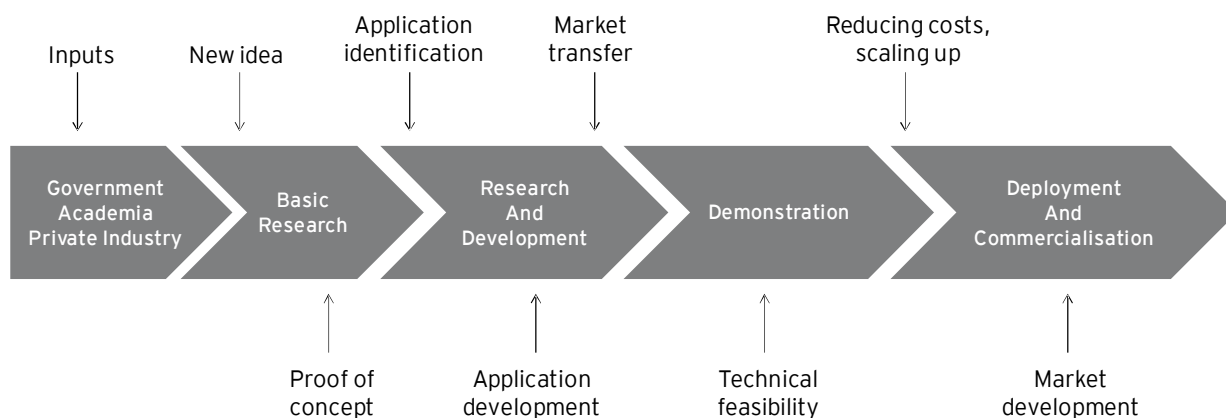 Inputs
New idea
Application
identification
Market
transfer
Reducing costs,
scaling up
Government
Academia
Private Industry
Basic
Research
Research
And
Development
Demonstration
Deployment
And
Commercialisation
Proof of
concept
Application
development
Technical
feasibility
Market
development